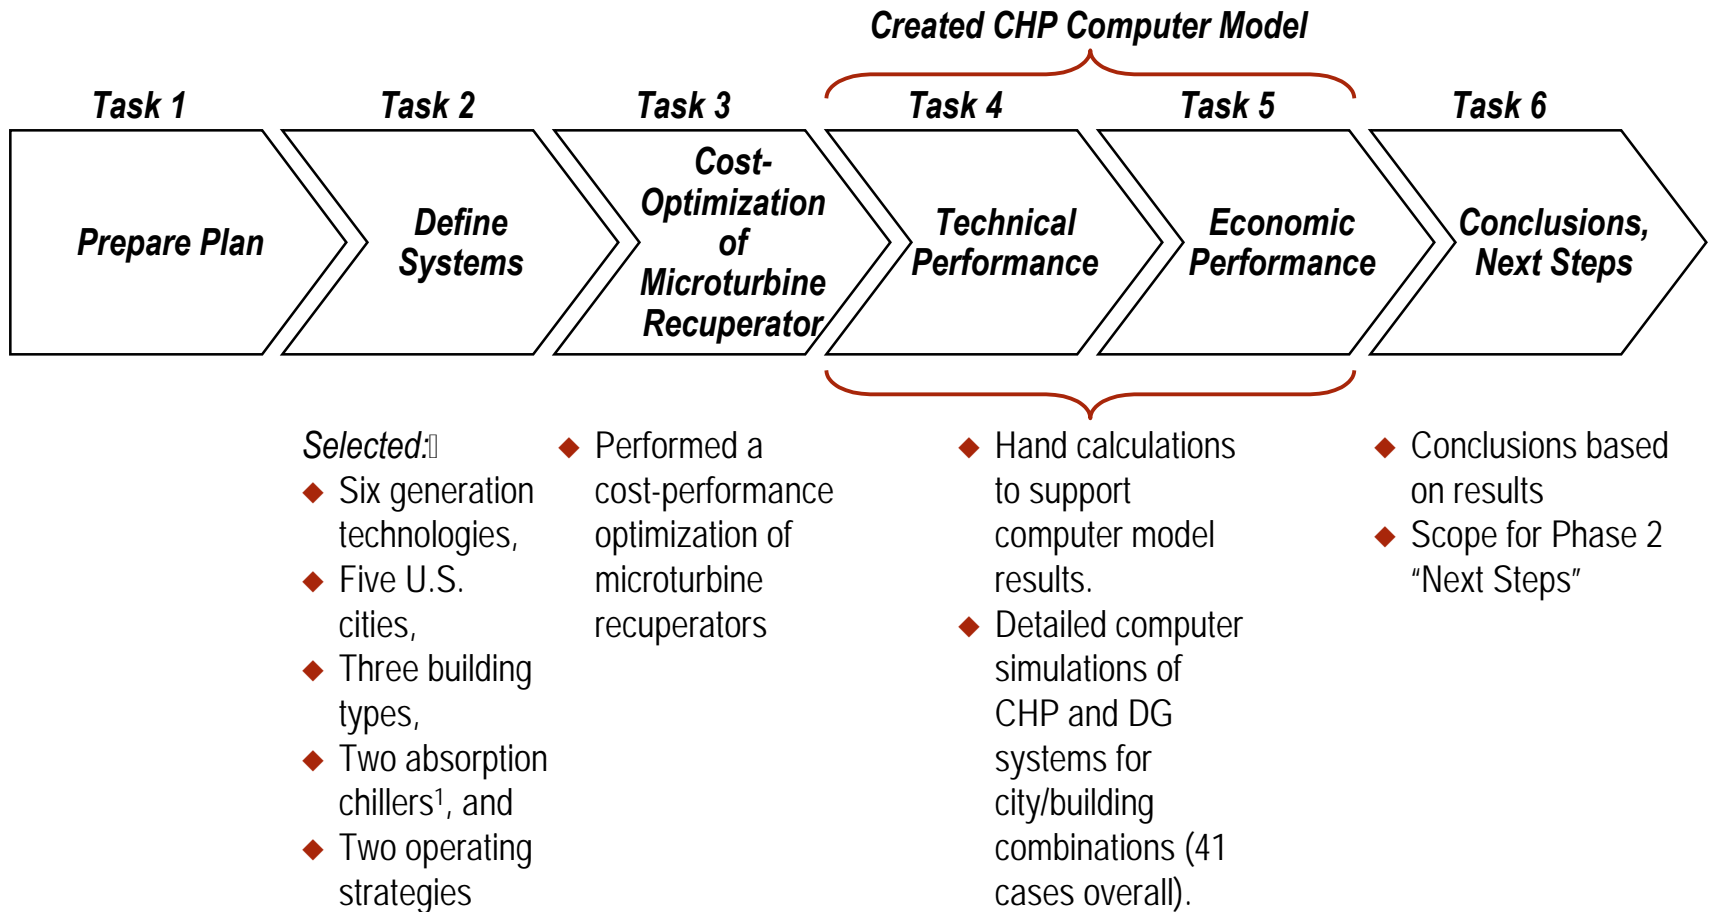 Created CHP Computer Model
Task 1
Task 2
Task 3
Task 4
Task 5
Task 6
Prepare Plan
Define
Systems
Cost-
Optimization
of
Microturbine
Recuperator
Technical
Performance
Economic
Performance
Conclusions,
Next Steps
Selected:
Six generation
technologies,
Five U.S.
cities,
Three building
types,
Two absorption
chillers¹, and
Two operating
strategies
Performed a
cost-performance
optimization of
microturbine
recuperators
Hand calculations
to support
computer model
results.
Detailed computer
simulations of
CHP and DG
systems for
city/building
combinations (41
cases overall).
Conclusions based
on results
Scope for Phase 2
“Next Steps”